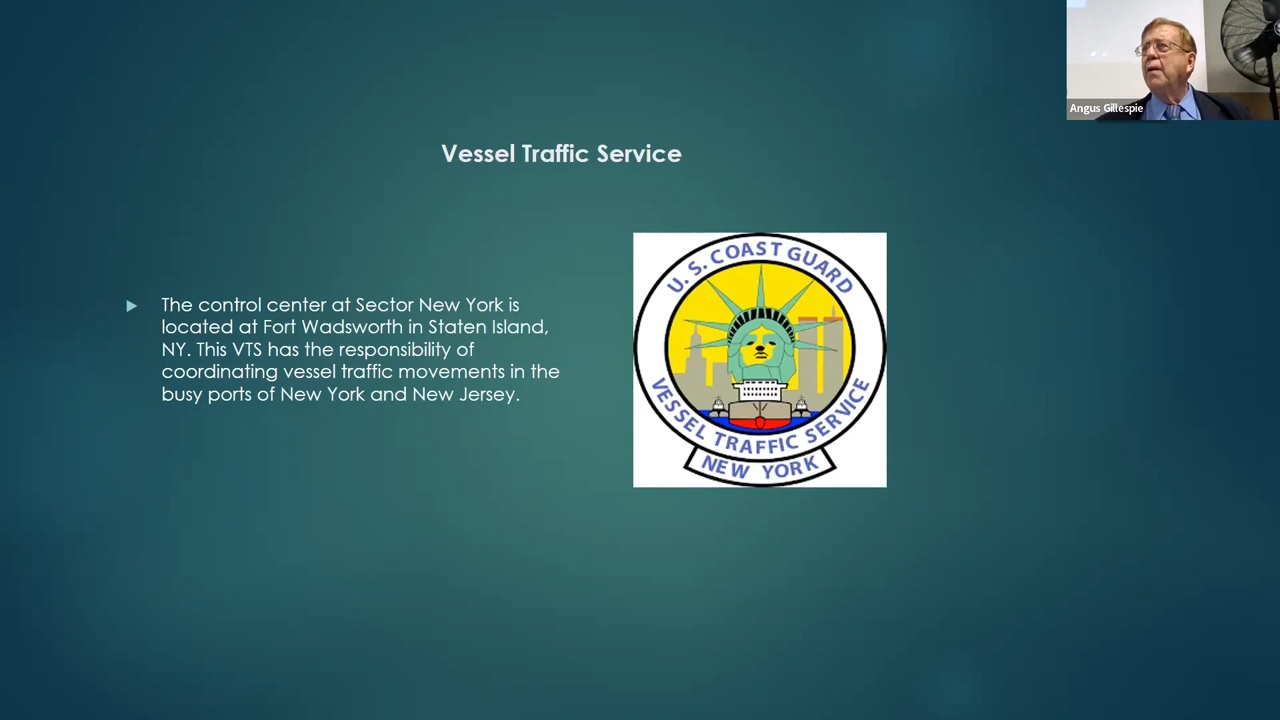 Angus Gillespie
Vessel Traffic Service
The control center at Sector New York is
located at Fort Wadsworth in Staten Island,
NY. This VTS has the responsibility of
coordinating vessel traffic movements in the
busy ports of New York and New Jersey.
U. S. COAST GUARD
VESSEL TRAFFIC SERVICE
NEW YORK